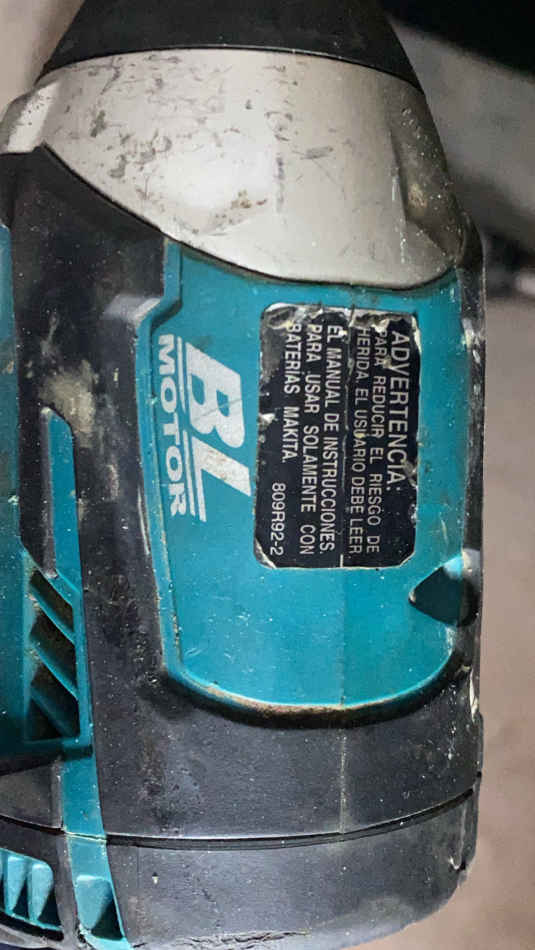 ADVERTENCIA:
PARA REDUCIR EL RIESGO DE
HERIDA, EL USUARIO DEBE LEER
EL MANUAL DE INSTRUCCIONES.
PARA USAR SOLAMENTE CON
BATERIAS MAKITA. 809R92-2
BL
MOTOR